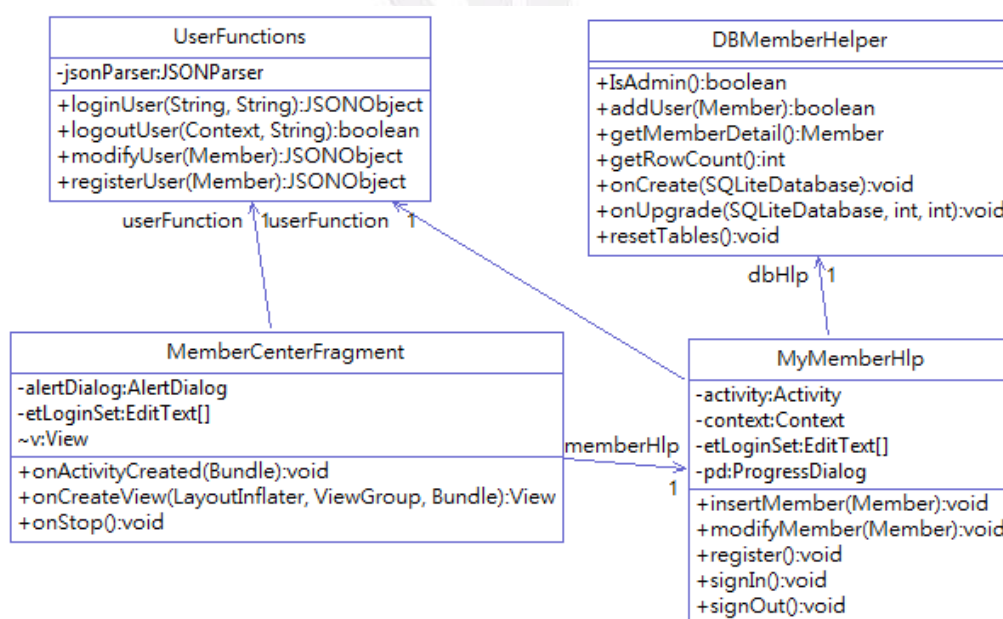 UserFunctions
-jsonParser:JSONParser
+loginUser(String, String):JSONObject
+logoutUser(Context, String):boolean
+modifyUser(Member):JSONObject
+registerUser(Member):JSONObject
DBMemberHelper
+IsAdmin():boolean
+addUser(Member):boolean
+getMemberDetail():Member
+getRowCount():int
+onCreate(SQLiteDatabase):void
+onUpgrade(SQLiteDatabase, int, int):void
+resetTables():void
userFunction 1 userFunction 1
dbHlp 1
MemberCenterFragment
-alertDialog:AlertDialog
-etLoginSet:EditText[]
~v:View
+onActivityCreated(Bundle):void
+onCreateView(LayoutInflater, ViewGroup, Bundle):View
+onStop():void
memberHlp
1
MyMemberHlp
-activity:Activity
-context:Context
-etLoginSet:EditText[]
-pd:ProgressDialog
+insertMember(Member):void
+modifyMember(Member):void
+register():void
+signIn():void
+signOut():void